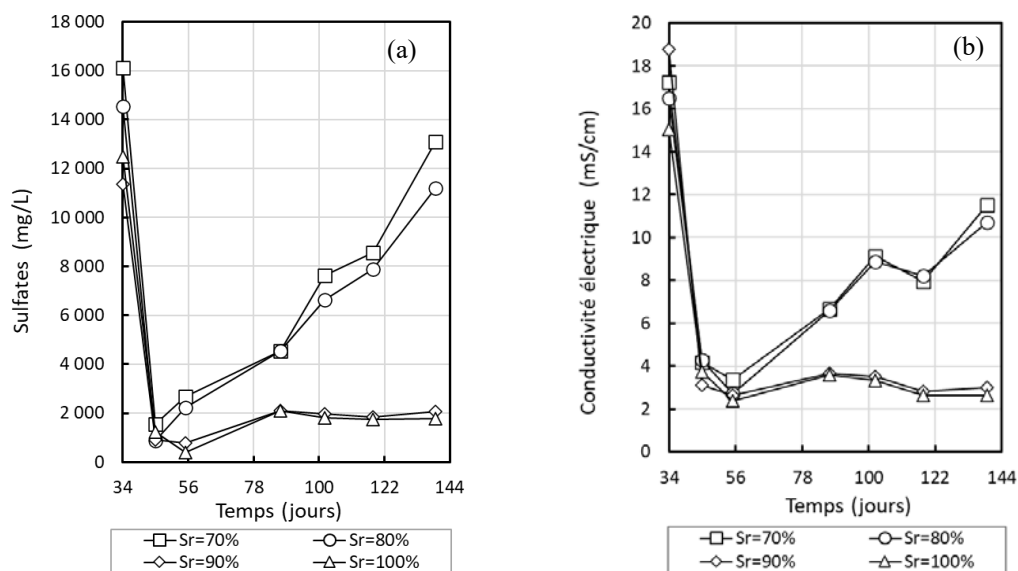 18 000
16 000
14 000
12 000
10 000
8 000
6 000
4 000
2 000
0
Sulfates (mg/L)
(a)
34 56 78 100 122 144
Temps (jours)
Sr=70% Sr=80%
Sr=90% Sr=100%
20
18
16
14
12
10
8
6
4
2
0
Conductivité électrique (mS/cm)
(b)
34 56 78 100 122 144
Temps (jours)
Sr=70% Sr=80%
Sr=90% Sr=100%